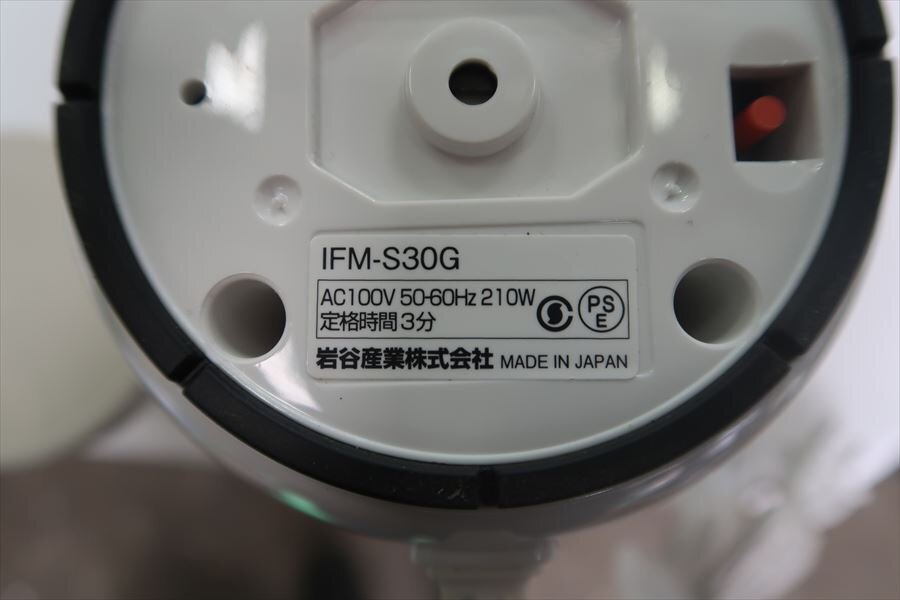 IFM-S30G
AC100V 50-60Hz 210W
定格時間3分
PS
E
岩谷産業株式会社 MADE IN JAPAN